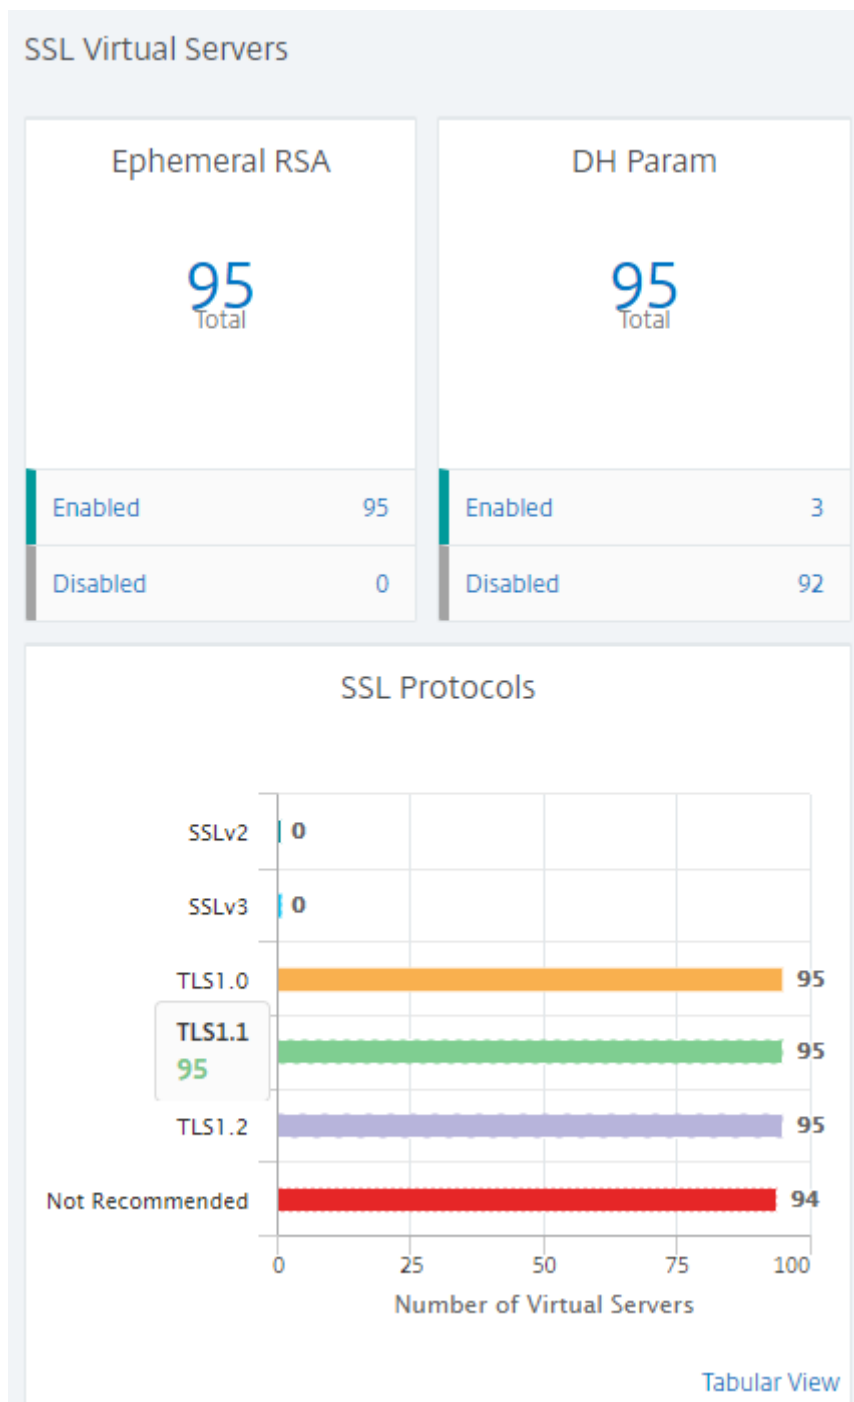 SSL Virtual Servers
Ephemeral RSA
95
Total
Enabled 95
Disabled 0
DH Param
95
Total
Enabled 3
Disabled 92
SSL Protocols
SSLv2 0
SSLv3 0
TLS1.0 95
TLS1.1
95
95
TLS1.2 95
Not Recommended 94
0 25 50 75 100
Number of Virtual Servers
Tabular View